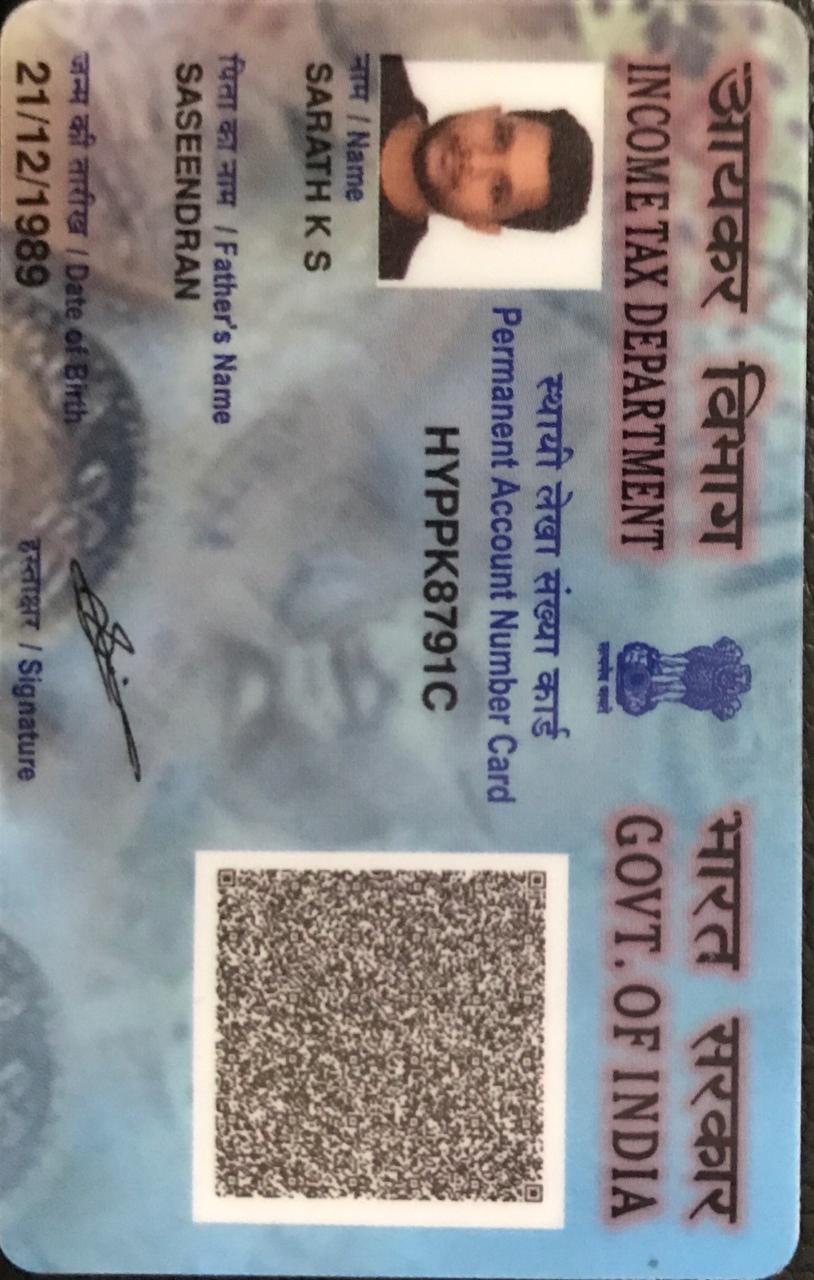 आयकर विभाग
INCOME TAX DEPARTMENT
भारत सरकार
GOVT. OF INDIA
सत्यमेव जयते
स्थायी लेखा संख्या कार्ड
Permanent Account Number Card
HYPPK8791C
नाम / Name
SARATH K S
पिता का नाम / Father's Name
SASEENDRAN
जन्म की तारीख / Date of Birth
21/12/1989
हस्ताक्षर / Signature